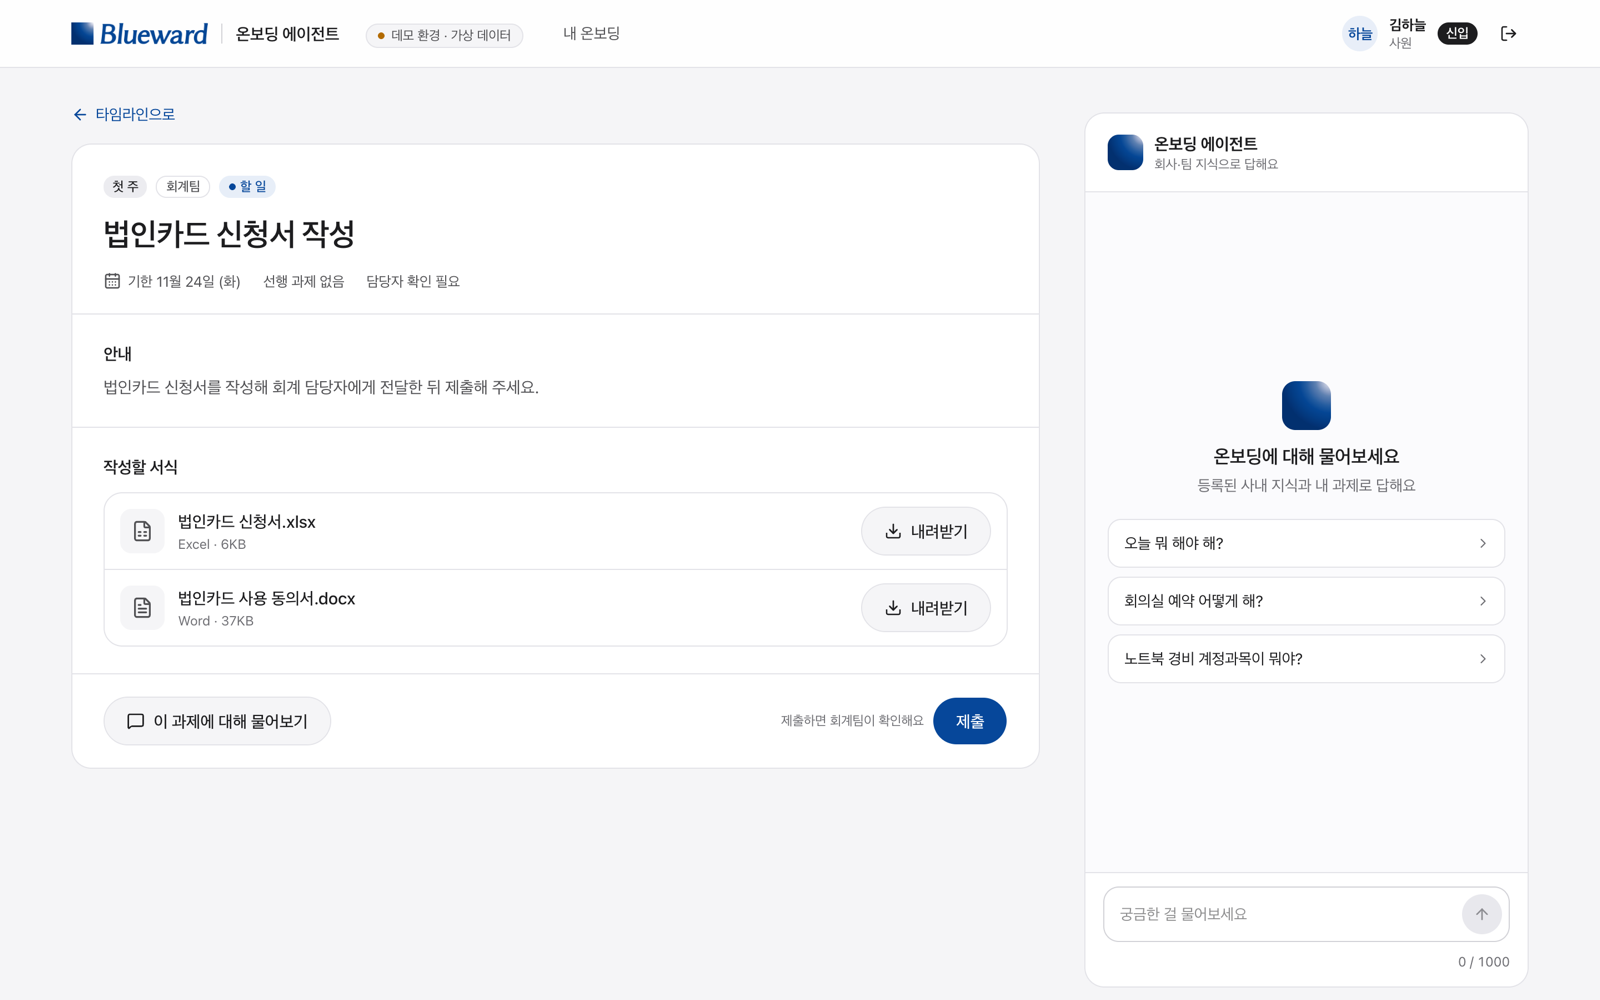 Blueward
온보딩 에이전트
데모 환경 · 가상 데이터
내 온보딩
하늘
김하늘
사원
신입
타임라인으로
첫 주
회계팀
할 일
법인카드 신청서 작성
기한 11월 24일 (화)
선행 과제 없음
담당자 확인 필요
안내
법인카드 신청서를 작성해 회계 담당자에게 전달한 뒤 제출해 주세요.
작성할 서식
법인카드 신청서.xlsx
Excel · 6KB
내려받기
법인카드 사용 동의서.docx
Word · 37KB
내려받기
이 과제에 대해 물어보기
제출하면 회계팀이 확인해요
제출
온보딩 에이전트
회사·팀 지식으로 답해요
온보딩에 대해 물어보세요
등록된 사내 지식과 내 과제로 답해요
오늘 뭐 해야 해?
회의실 예약 어떻게 해?
노트북 경비 계정과목이 뭐야?
궁금한 걸 물어보세요
0 / 1000